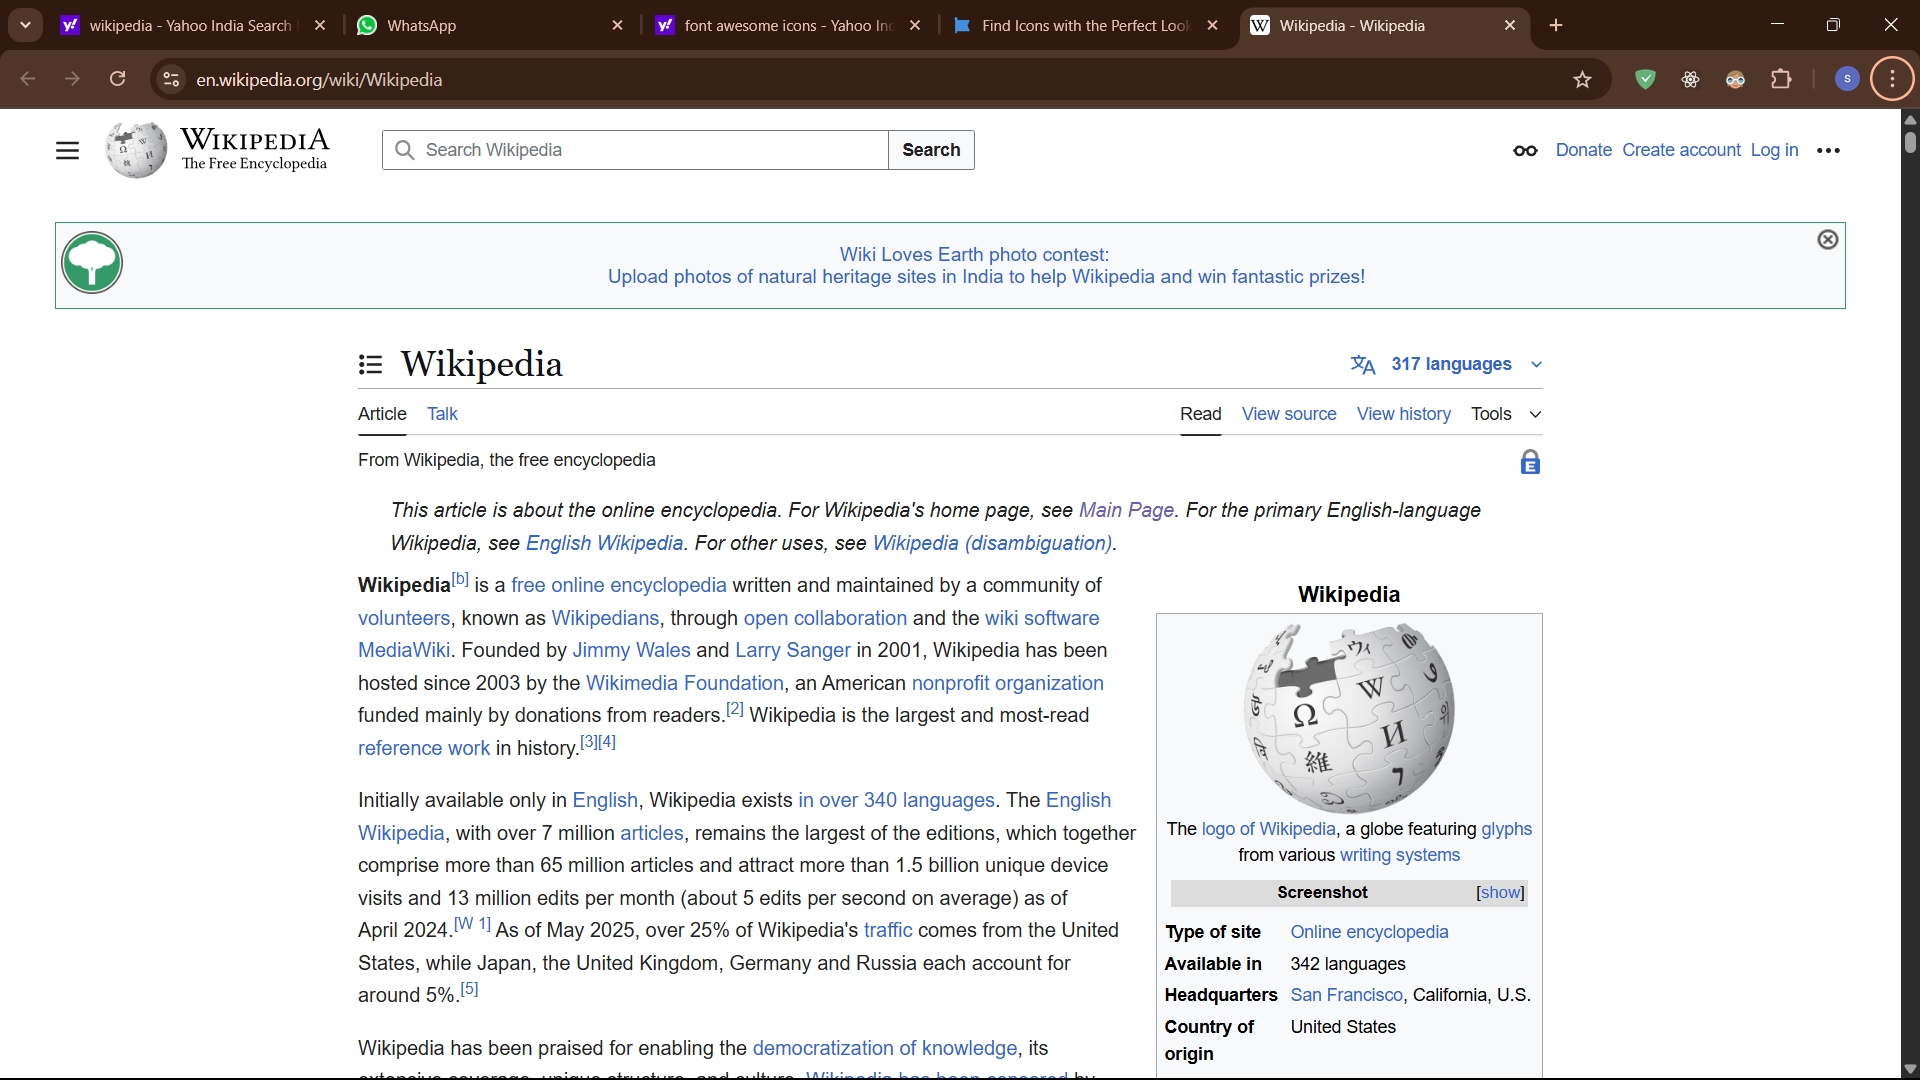 wikipedia - Yahoo India Search
WhatsApp
font awesome icons - Yahoo Inc
Find Icons with the Perfect Look
Wikipedia - Wikipedia
en.wikipedia.org/wiki/Wikipedia
S
WIKIPEDIA
The Free Encyclopedia
Search Wikipedia
Search
Donate Create account Log in
Wiki Loves Earth photo contest:
Upload photos of natural heritage sites in India to help Wikipedia and win fantastic prizes!
Wikipedia
317 languages
Article Talk
Read View source View history Tools
From Wikipedia, the free encyclopedia
This article is about the online encyclopedia. For Wikipedia's home page, see Main Page. For the primary English-language
Wikipedia, see English Wikipedia. For other uses, see Wikipedia (disambiguation).
Wikipedia[b] is a free online encyclopedia written and maintained by a community of
volunteers, known as Wikipedians, through open collaboration and the wiki software
MediaWiki. Founded by Jimmy Wales and Larry Sanger in 2001, Wikipedia has been
hosted since 2003 by the Wikimedia Foundation, an American nonprofit organization
funded mainly by donations from readers.[2] Wikipedia is the largest and most-read
reference work in history.[3][4]
Initially available only in English, Wikipedia exists in over 340 languages. The English
Wikipedia, with over 7 million articles, remains the largest of the editions, which together
comprise more than 65 million articles and attract more than 1.5 billion unique device
visits and 13 million edits per month (about 5 edits per second on average) as of
April 2024.[W 1] As of May 2025, over 25% of Wikipedia's traffic comes from the United
States, while Japan, the United Kingdom, Germany and Russia each account for
around 5%.[5]
Wikipedia has been praised for enabling the democratization of knowledge, its
extensive coverage, unique structure, and culture. Wikipedia has been censored by
Wikipedia
Ω W И 維 ウィ
The logo of Wikipedia, a globe featuring glyphs
from various writing systems
Screenshot [show]
Type of site Online encyclopedia
Available in 342 languages
Headquarters San Francisco, California, U.S.
Country of United States
origin